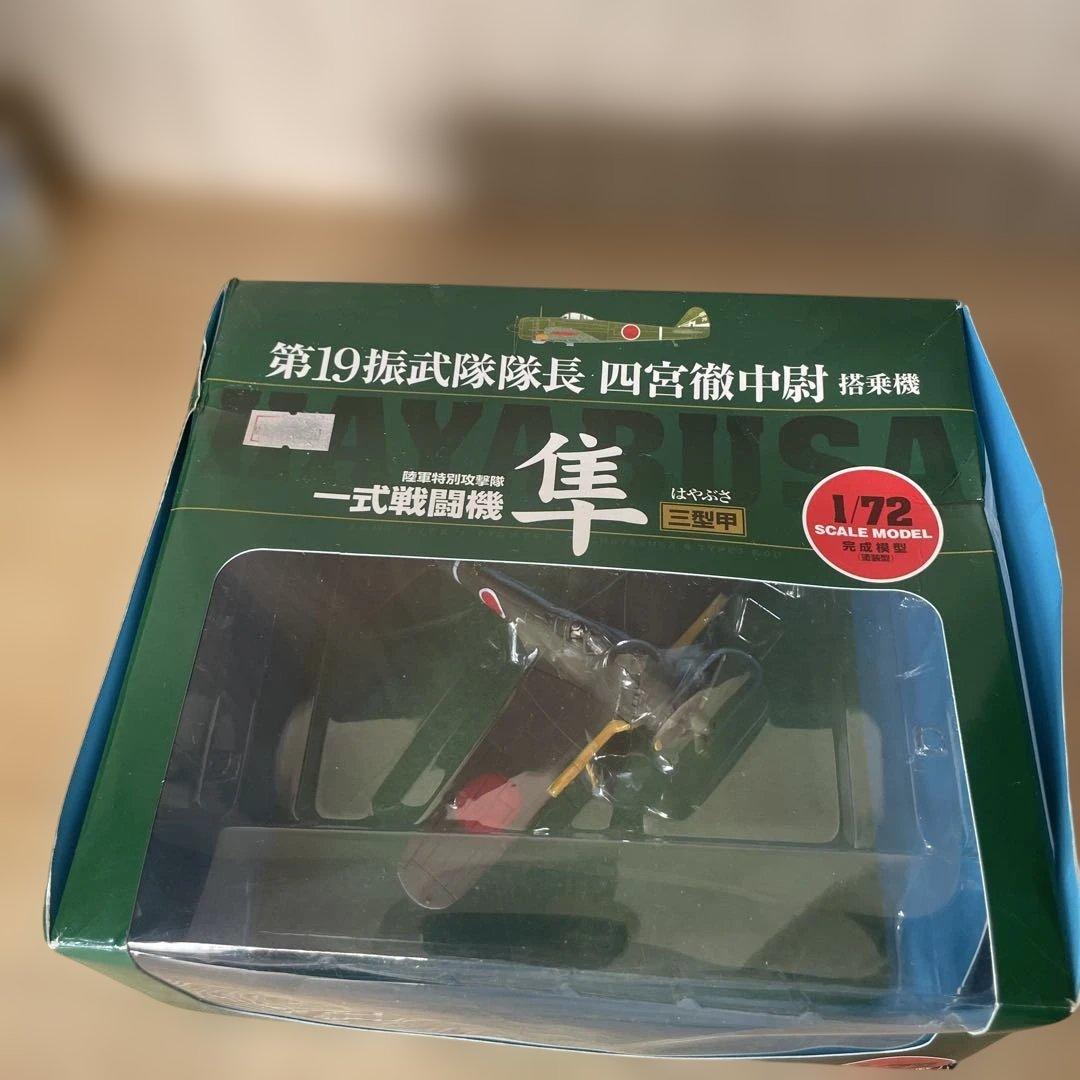 第19振武隊隊長 四宮徹中尉 搭乗機
HAYABUSA
陸軍特別攻撃隊
一式戦闘機 隼 はやぶさ 三型甲
1/72
SCALE MODEL
完成模型
(塗装型)